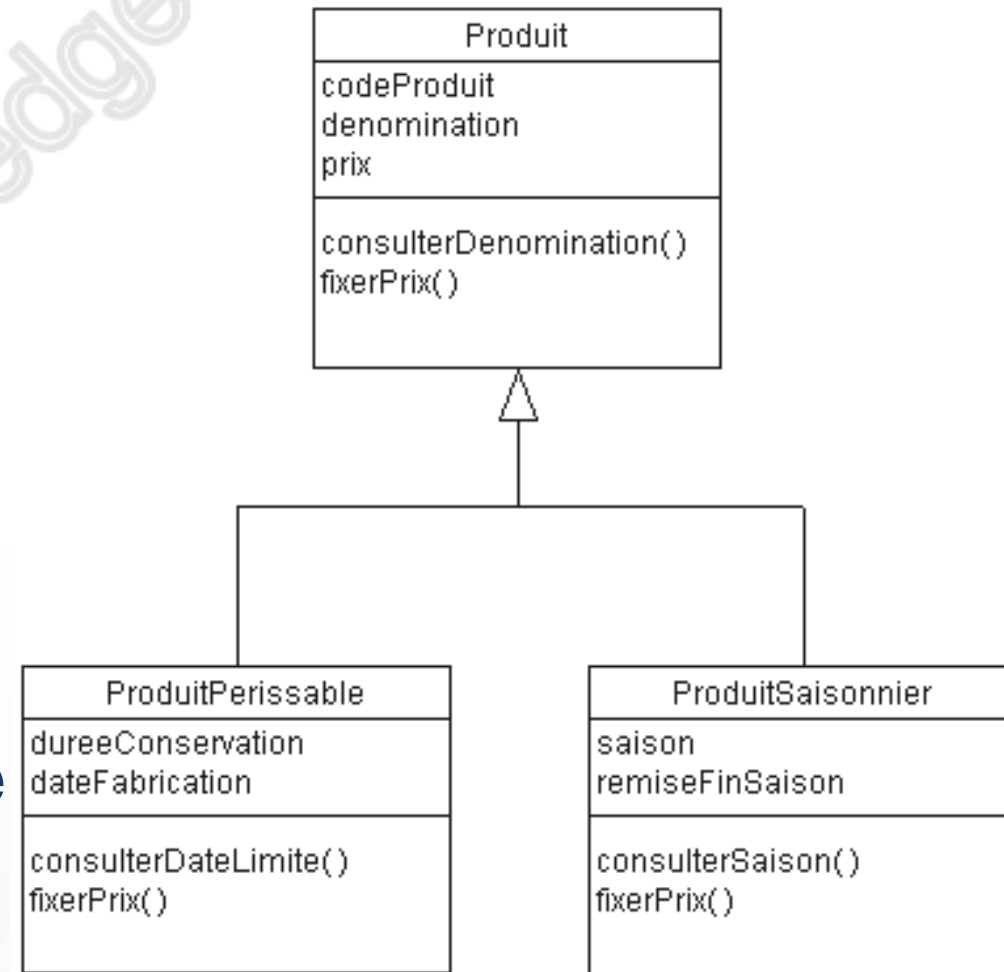 Produit
codeProduit
denomination
prix
consulterDenomination()
fixerPrix()
ProduitPerissable
dureeConservation
dateFabrication
consulterDateLimite()
fixerPrix()
ProduitSaisonnier
saison
remiseFinSaison
consulterSaison()
fixerPrix()